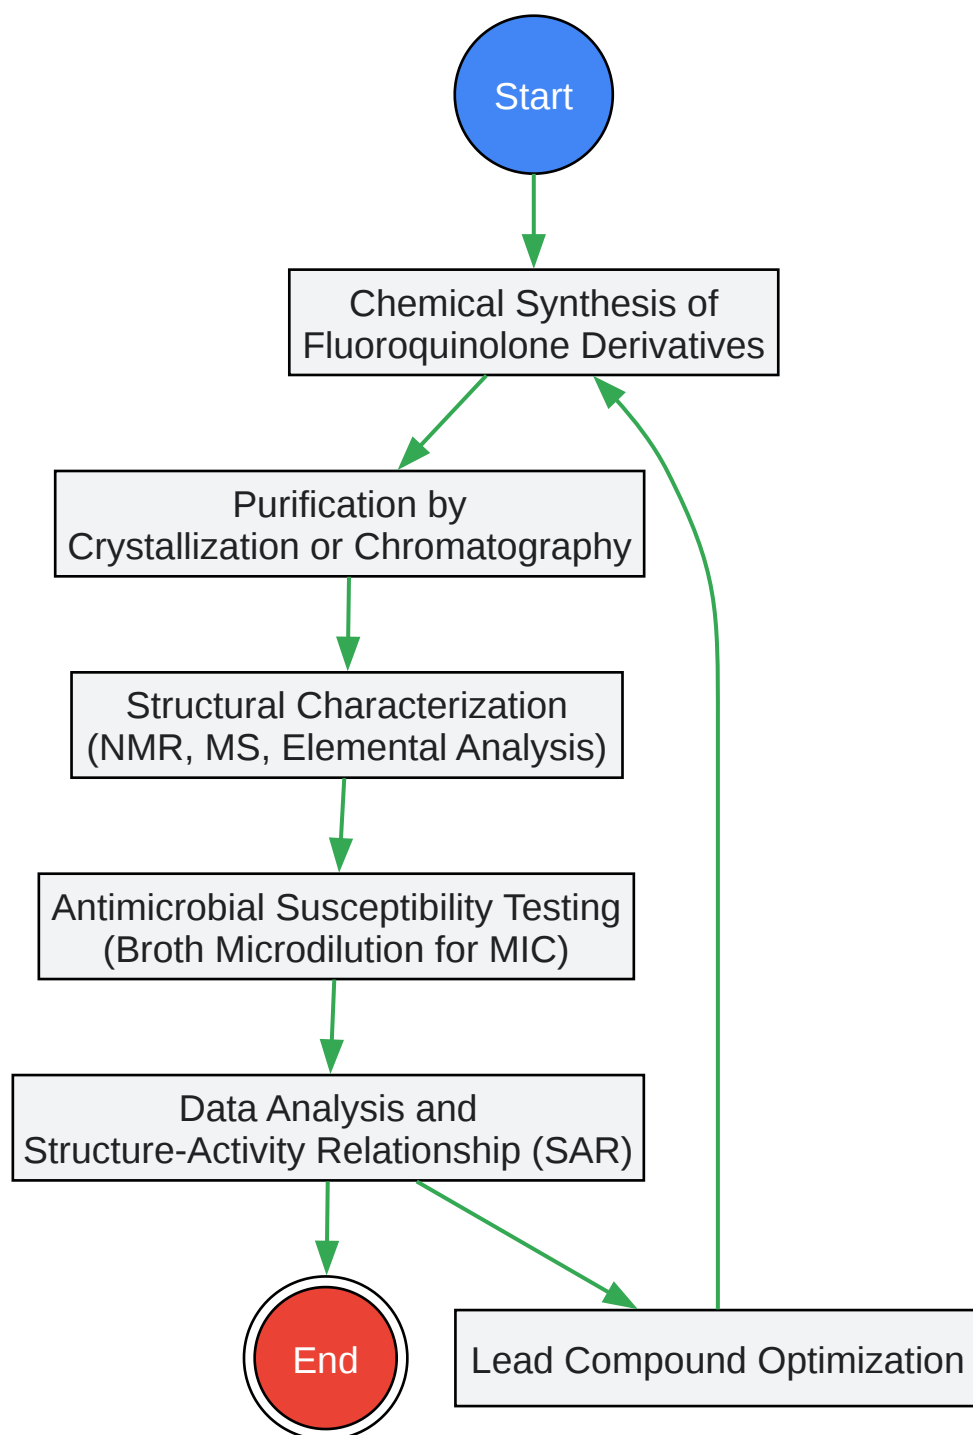 Start
Chemical Synthesis of
Fluoroquinolone Derivatives
Purification by
Crystallization or Chromatography
Structural Characterization
(NMR, MS, Elemental Analysis)
Antimicrobial Susceptibility Testing
(Broth Microdilution for MIC)
Data Analysis and
Structure-Activity Relationship (SAR)
End
Lead Compound Optimization